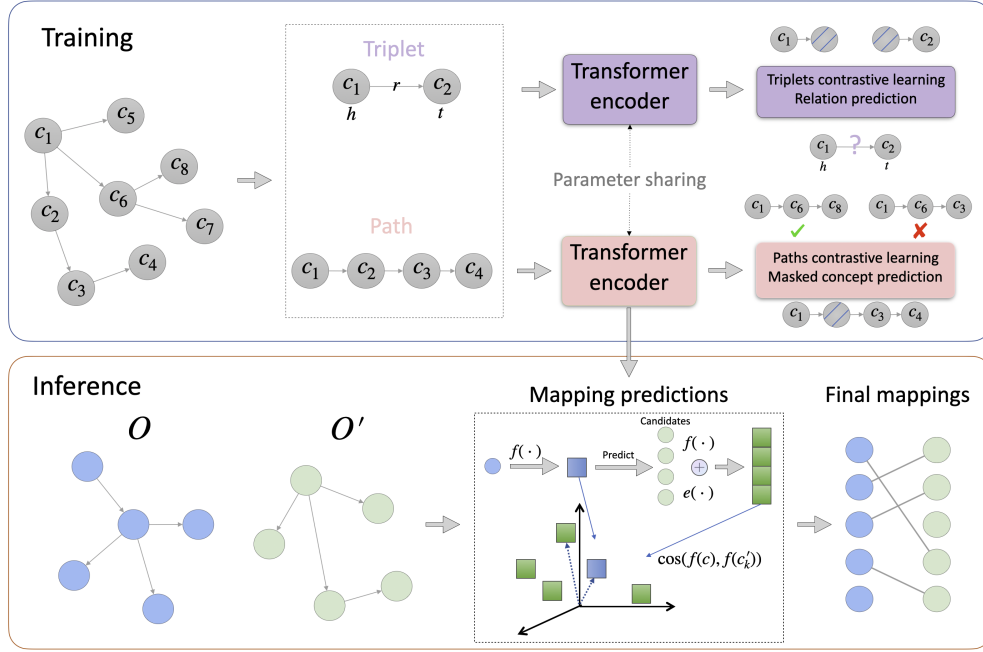 Training
c1
c5
c8
c6
c2
c7
c4
c3
Triplet
c1 r c2
h t
Path
c1 c2 c3 c4
Transformer
encoder
Parameter sharing
Transformer
encoder
c1 c2
Triplets contrastive learning
Relation prediction
c1 ? c2
h t
c1 c6 c8 c1 c6 c3
✓ ✘
Paths contrastive learning
Masked concept prediction
c1 c3 c4
Inference
O O′
Mapping predictions
Candidates
f(·) Predict f(·)
+
e(·)
cos(f(c), f(c′k))
Final mappings